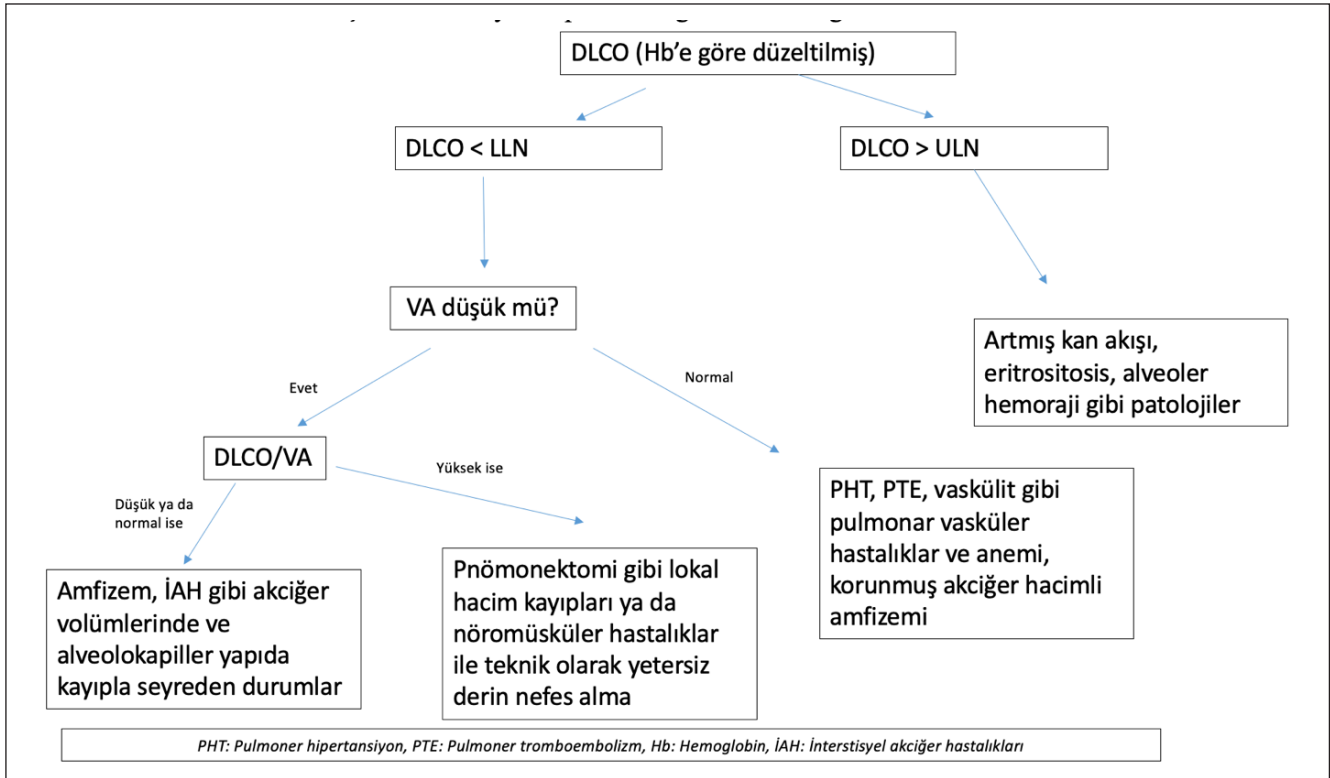 DLCO (Hb'e göre düzeltilmiş)
DLCO < LLN
DLCO > ULN
VA düşük mü?
Artmış kan akışı,
eritrositosis, alveoler
hemoraji gibi patolojiler
Evet
Normal
DLCO/VA
Yüksek ise
Düşük ya da
normal ise
PHT, PTE, vaskülit gibi
pulmonar vasküler
hastalıklar ve anemi,
korunmuş akciğer hacimli
amfizemi
Amfizem, İAH gibi akciğer
volümlerinde ve
alveolokapiller yapıda
kayıpla seyreden durumlar
Pnömonektomi gibi lokal
hacim kayıpları ya da
nöromüsküler hastalıklar
ile teknik olarak yetersiz
derin nefes alma
PHT: Pulmoner hipertansiyon, PTE: Pulmoner tromboembolizm, Hb: Hemoglobin, İAH: İnterstisyel akciğer hastalıkları